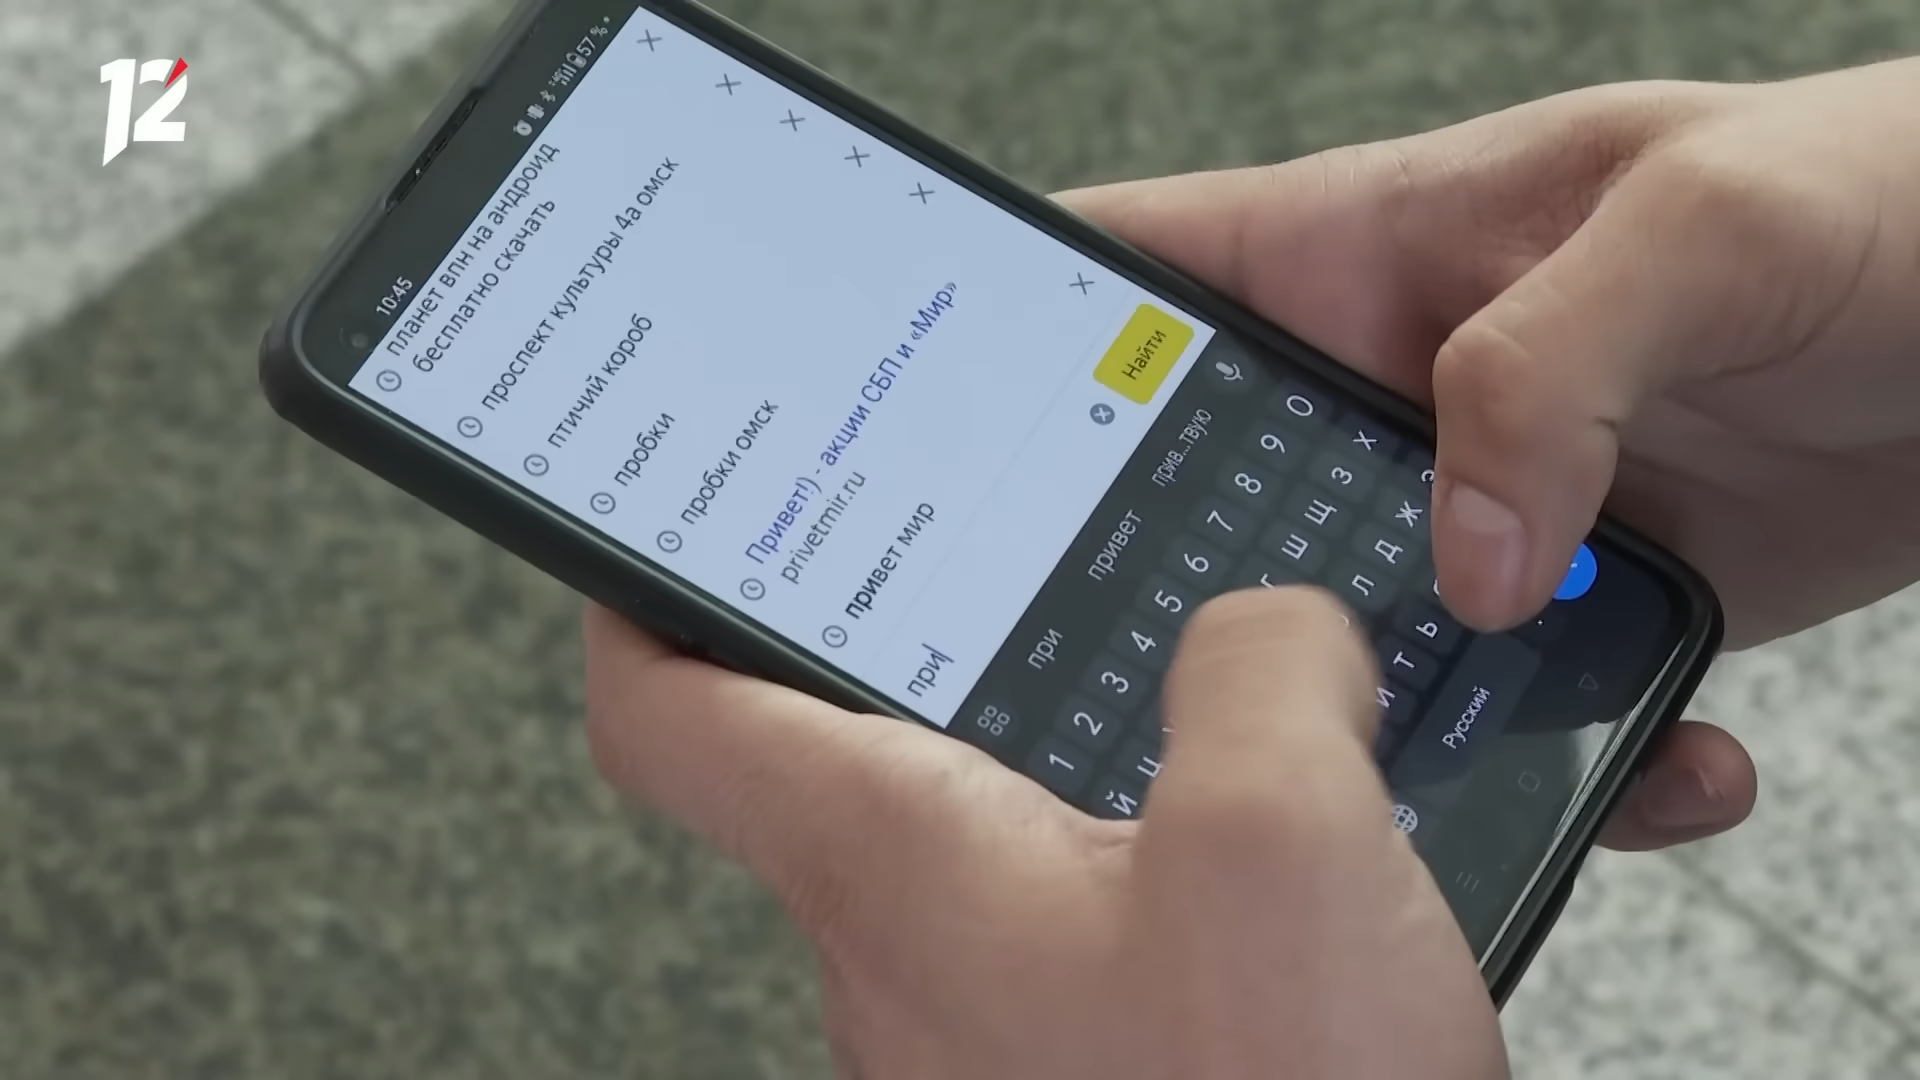 12
10:45
57%
планет впн на андроид
бесплатно скачать
проспект культуры 4а омск
птичий короб
пробки
пробки омск
Привет!) - акции СБП и «Мир»
privetmir.ru
привет мир
при
Найти
при
привет
прив...твую
1 2 3 4 5 6 7 8 9 0
й ц г ш щ з х
л д ж э
и т ь
Русский